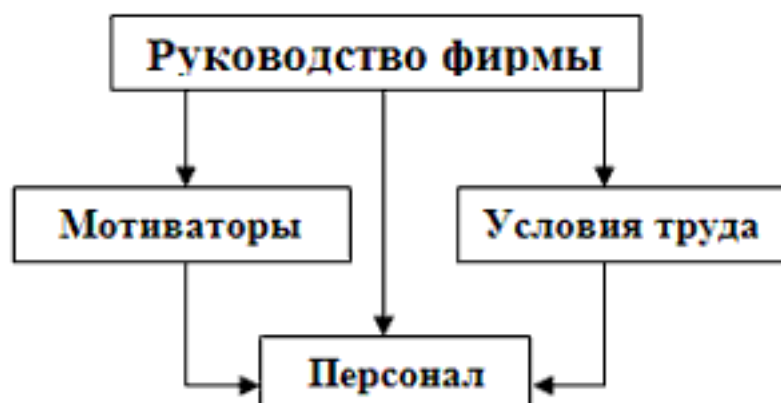 Руководство фирмы
Мотиваторы
Условия труда
Персонал